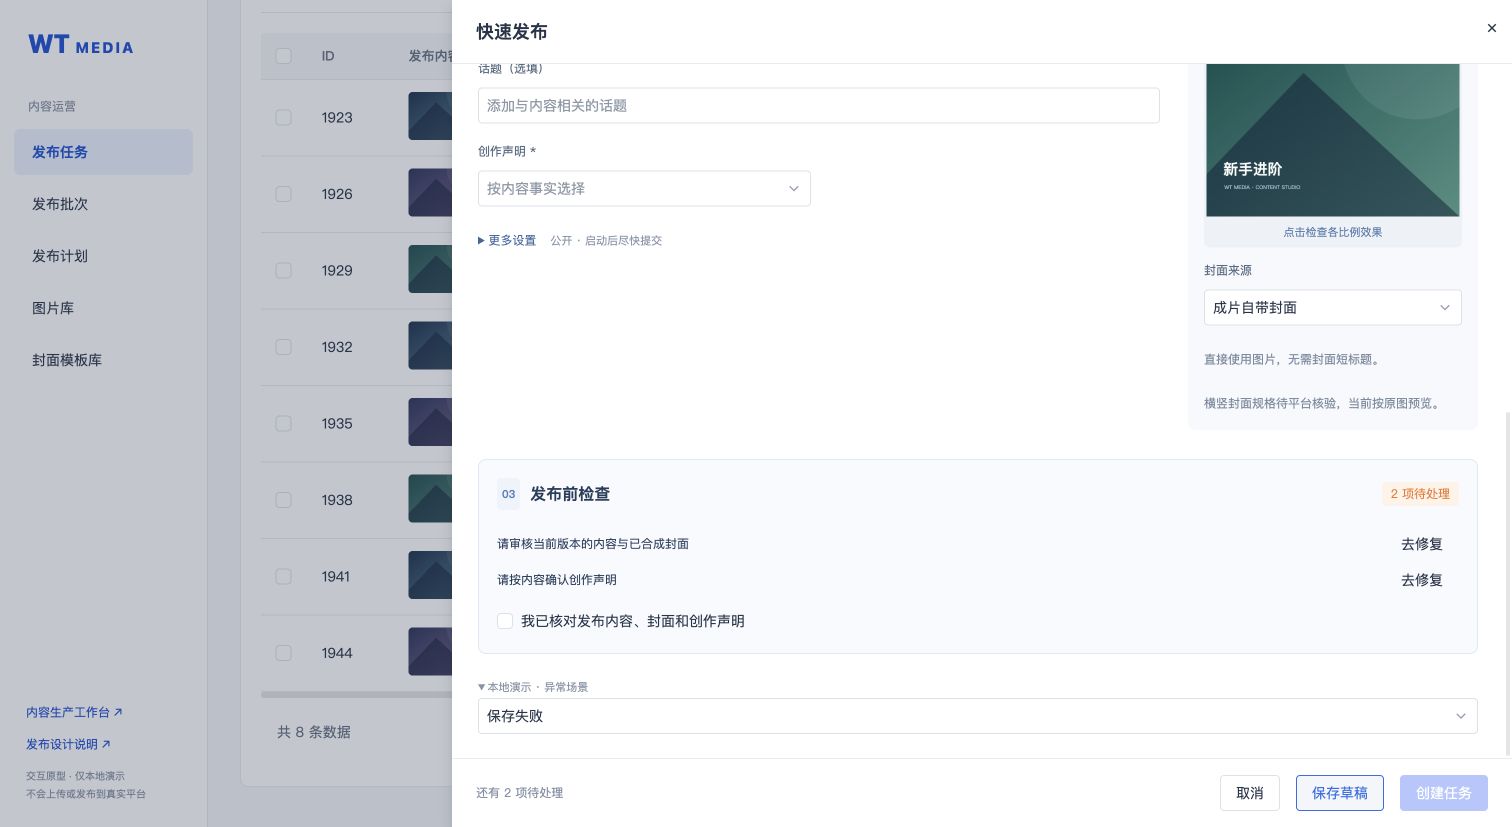 WT MEDIA
内容运营
发布任务
发布批次
发布计划
图片库
封面模板库
内容生产工作台 ↗
发布设计说明 ↗
交互原型 · 仅本地演示
不会上传或发布到真实平台
ID
1923
1926
1929
1932
1935
1938
1941
1944
共 8 条数据
快速发布
×
话题（选填）
添加与内容相关的话题
创作声明 *
按内容事实选择
▶ 更多设置 公开 · 启动后尽快提交
新手进阶
WT MEDIA · CONTENT STUDIO
点击检查各比例效果
封面来源
成片自带封面
直接使用图片，无需封面短标题。
横竖封面规格待平台核验，当前按原图预览。
03 发布前检查 2 项待处理
请审核当前版本的内容与已合成封面 去修复
请按内容确认创作声明 去修复
我已核对发布内容、封面和创作声明
▼本地演示 · 异常场景
保存失败
还有 2 项待处理
取消
保存草稿
创建任务